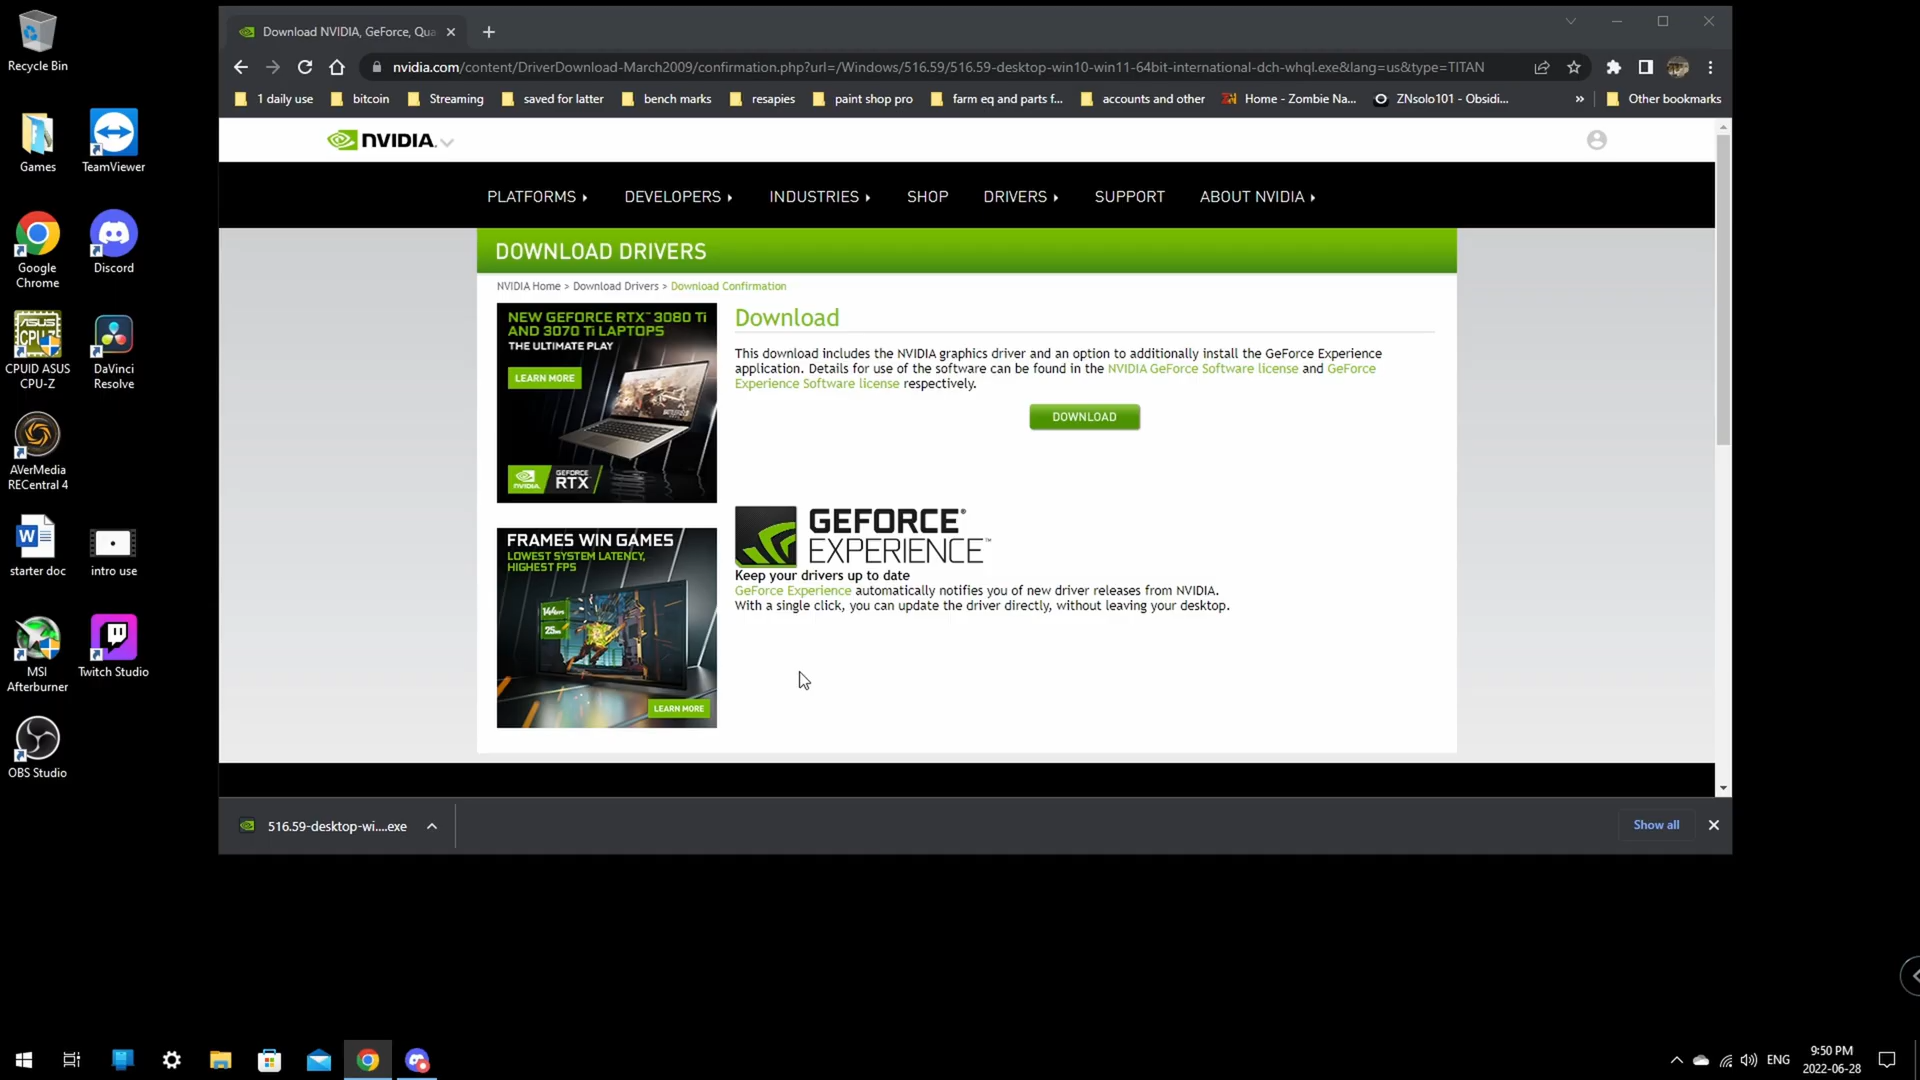 Recycle Bin
Games
TeamViewer
Google
Chrome
Discord
CPUID ASUS
CPU-Z
DaVinci
Resolve
AVerMedia
RECentral 4
starter doc
intro use
MSI
Afterburner
Twitch Studio
OBS Studio
Download NVIDIA, GeForce, Qua
nvidia.com/content/DriverDownload-March2009/confirmation.php?url=/Windows/516.59/516.59-desktop-win10-win11-64bit-international-dch-whql.exe&lang=us&type=TITAN
1 daily use
bitcoin
Streaming
saved for latter
bench marks
resapies
paint shop pro
farm eq and parts f...
accounts and other
Home - Zombie Na...
ZNsolo101 - Obsidi...
»
Other bookmarks
NVIDIA.
PLATFORMS
DEVELOPERS
INDUSTRIES
SHOP
DRIVERS
SUPPORT
ABOUT NVIDIA
DOWNLOAD DRIVERS
NVIDIA Home > Download Drivers > Download Confirmation
NEW GEFORCE RTX™ 3080 Ti
AND 3070 Ti LAPTOPS
THE ULTIMATE PLAY
LEARN MORE
NVIDIA.
GEFORCE
RTX
Download
This download includes the NVIDIA graphics driver and an option to additionally install the GeForce Experience
application. Details for use of the software can be found in the NVIDIA GeForce Software license and GeForce
Experience Software license respectively.
DOWNLOAD
FRAMES WIN GAMES
LOWEST SYSTEM LATENCY,
HIGHEST FPS
LEARN MORE
GEFORCE®
EXPERIENCE™
Keep your drivers up to date
GeForce Experience automatically notifies you of new driver releases from NVIDIA.
With a single click, you can update the driver directly, without leaving your desktop.
516.59-desktop-wi....exe
Show all
ENG
9:50 PM
2022-06-28